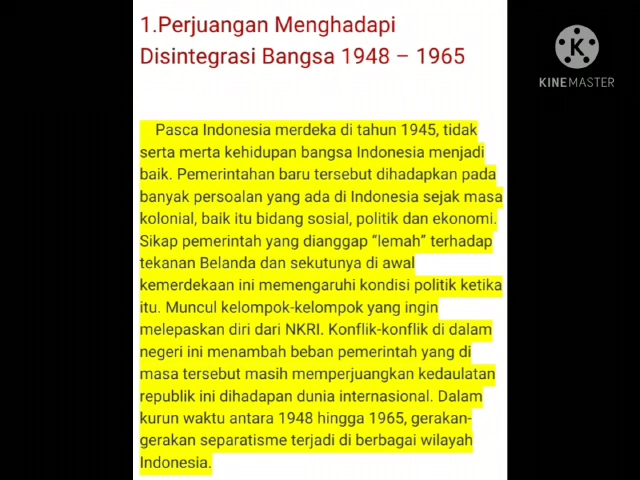 1.Perjuangan Menghadapi
Disintegrasi Bangsa 1948 – 1965
KINEMASTER
Pasca Indonesia merdeka di tahun 1945, tidak
serta merta kehidupan bangsa Indonesia menjadi
baik. Pemerintahan baru tersebut dihadapkan pada
banyak persoalan yang ada di Indonesia sejak masa
kolonial, baik itu bidang sosial, politik dan ekonomi.
Sikap pemerintah yang dianggap “lemah” terhadap
tekanan Belanda dan sekutunya di awal
kemerdekaan ini memengaruhi kondisi politik ketika
itu. Muncul kelompok-kelompok yang ingin
melepaskan diri dari NKRI. Konflik-konflik di dalam
negeri ini menambah beban pemerintah yang di
masa tersebut masih memperjuangkan kedaulatan
republik ini dihadapan dunia internasional. Dalam
kurun waktu antara 1948 hingga 1965, gerakan-
gerakan separatisme terjadi di berbagai wilayah
Indonesia.